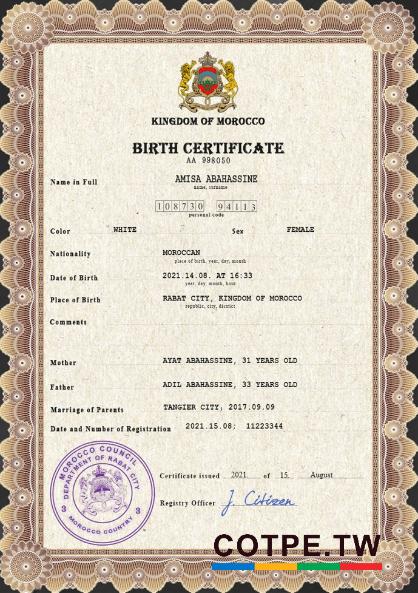 KINGDOM OF MOROCCO
BIRTH CERTIFICATE
AA 998050
Name in Full AMISA ABAHASSINE
name, surname
108730 94113
personal code
Color WHITE Sex FEMALE
Nationality MOROCCAN
place of birth, year, day, month
Date of Birth 2021.14.08. AT 16:33
year, day, month, hour
Place of Birth RABAT CITY, KINGDOM OF MOROCCO
republic, city, district
Comments
Mother AYAT ABAHASSINE, 31 YEARS OLD
Father ADIL ABAHASSINE, 33 YEARS OLD
Marriage of Parents TANGIER CITY, 2017.09.09
Date and Number of Registration 2021.15.08; 11223344
MOROCCO COUNCIL
DEPARTMENT OF RABAT CITY
3 3
MOROCCO COUNTRY
Certificate issued 2021 of 15. August
Registry Officer J. Citizen
COTPE.TW